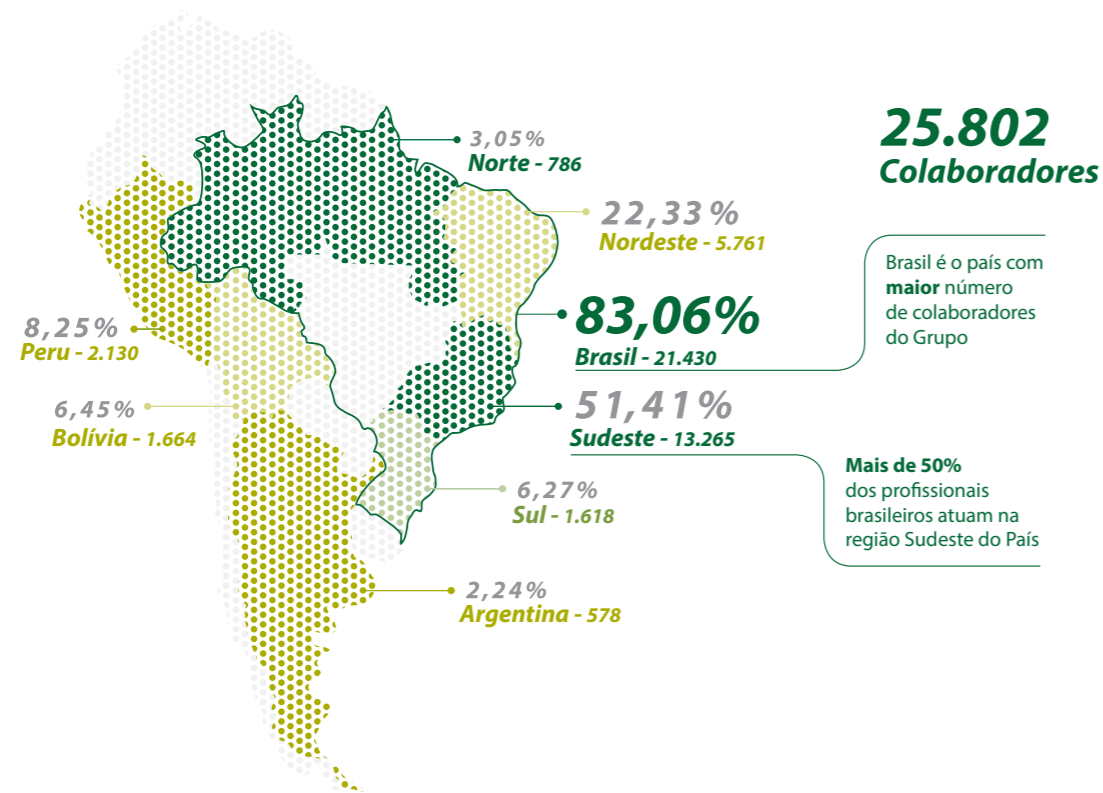 25.802
Colaboradores
3,05%
Norte - 786
22,33%
Nordeste - 5.761
Brasil é o país com
maior número
de colaboradores
do Grupo
83,06%
Brasil - 21.430
8,25%
Peru - 2.130
51,41%
Sudeste - 13.265
6,45%
Bolívia - 1.664
Mais de 50%
dos profissionais
brasileiros atuam na
região Sudeste do País
6,27%
Sul - 1.618
2,24%
Argentina - 578